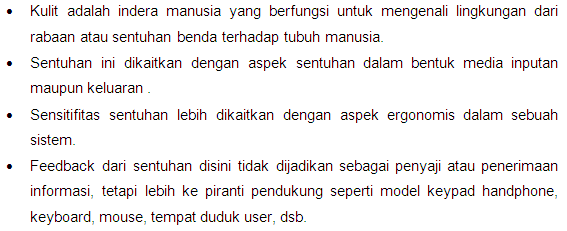 • Kulit adalah indera manusia yang berfungsi untuk mengenali lingkungan dari
rabaan atau sentuhan benda terhadap tubuh manusia.
• Sentuhan ini dikaitkan dengan aspek sentuhan dalam bentuk media inputan
maupun keluaran .
• Sensitifitas sentuhan lebih dikaitkan dengan aspek ergonomis dalam sebuah
sistem.
• Feedback dari sentuhan disini tidak dijadikan sebagai penyaji atau penerimaan
informasi, tetapi lebih ke piranti pendukung seperti model keypad handphone,
keyboard, mouse, tempat duduk user, dsb.